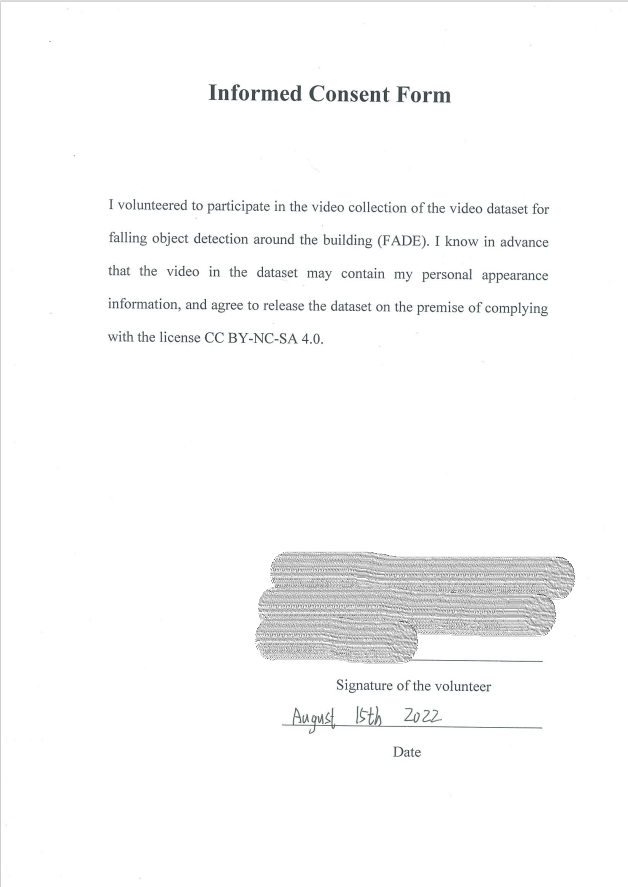 Informed Consent Form
I volunteered to participate in the video collection of the video dataset for
falling object detection around the building (FADE). I know in advance
that the video in the dataset may contain my personal appearance
information, and agree to release the dataset on the premise of complying
with the license CC BY-NC-SA 4.0.
Signature of the volunteer
August 15th 2022
Date